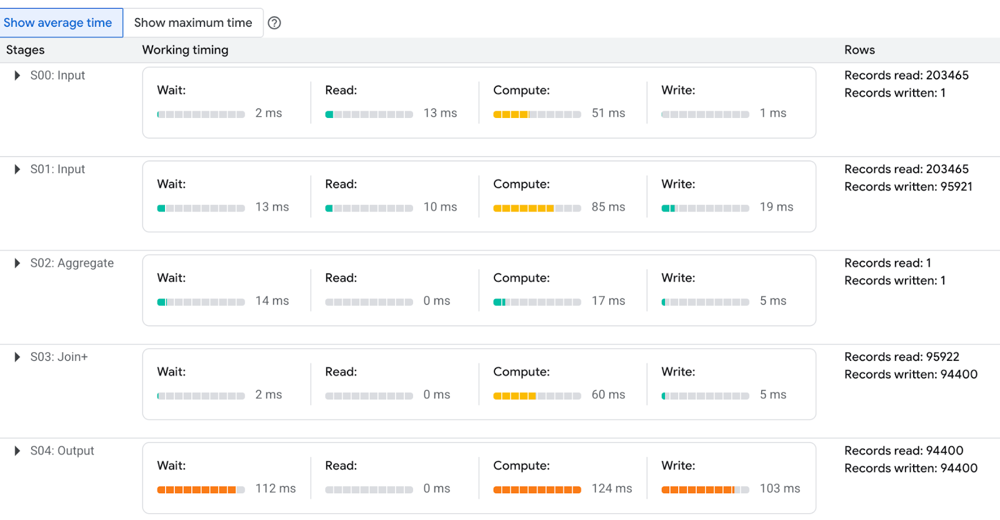 Show average time Show maximum time ?
Stages Working timing Rows
S00: Input
Wait: Read: Compute: Write:
2 ms 13 ms 51 ms 1 ms
Records read: 203465
Records written: 1
S01: Input
Wait: Read: Compute: Write:
13 ms 10 ms 85 ms 19 ms
Records read: 203465
Records written: 95921
S02: Aggregate
Wait: Read: Compute: Write:
14 ms 0 ms 17 ms 5 ms
Records read: 1
Records written: 1
S03: Join+
Wait: Read: Compute: Write:
2 ms 0 ms 60 ms 5 ms
Records read: 95922
Records written: 94400
S04: Output
Wait: Read: Compute: Write:
112 ms 0 ms 124 ms 103 ms
Records read: 94400
Records written: 94400